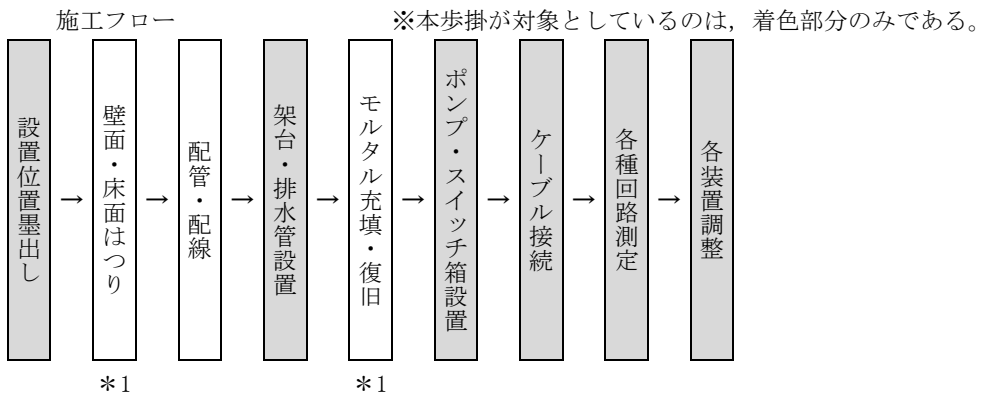 施工フロー
※本歩掛が対象としているのは，着色部分のみである。
設置位置墨出し
→
壁面・床面はつり
→
配管・配線
→
架台・排水管設置
→
モルタル充填・復旧
→
ポンプ・スイッチ箱設置
→
ケーブル接続
→
各種回路測定
→
各装置調整
＊1
＊1